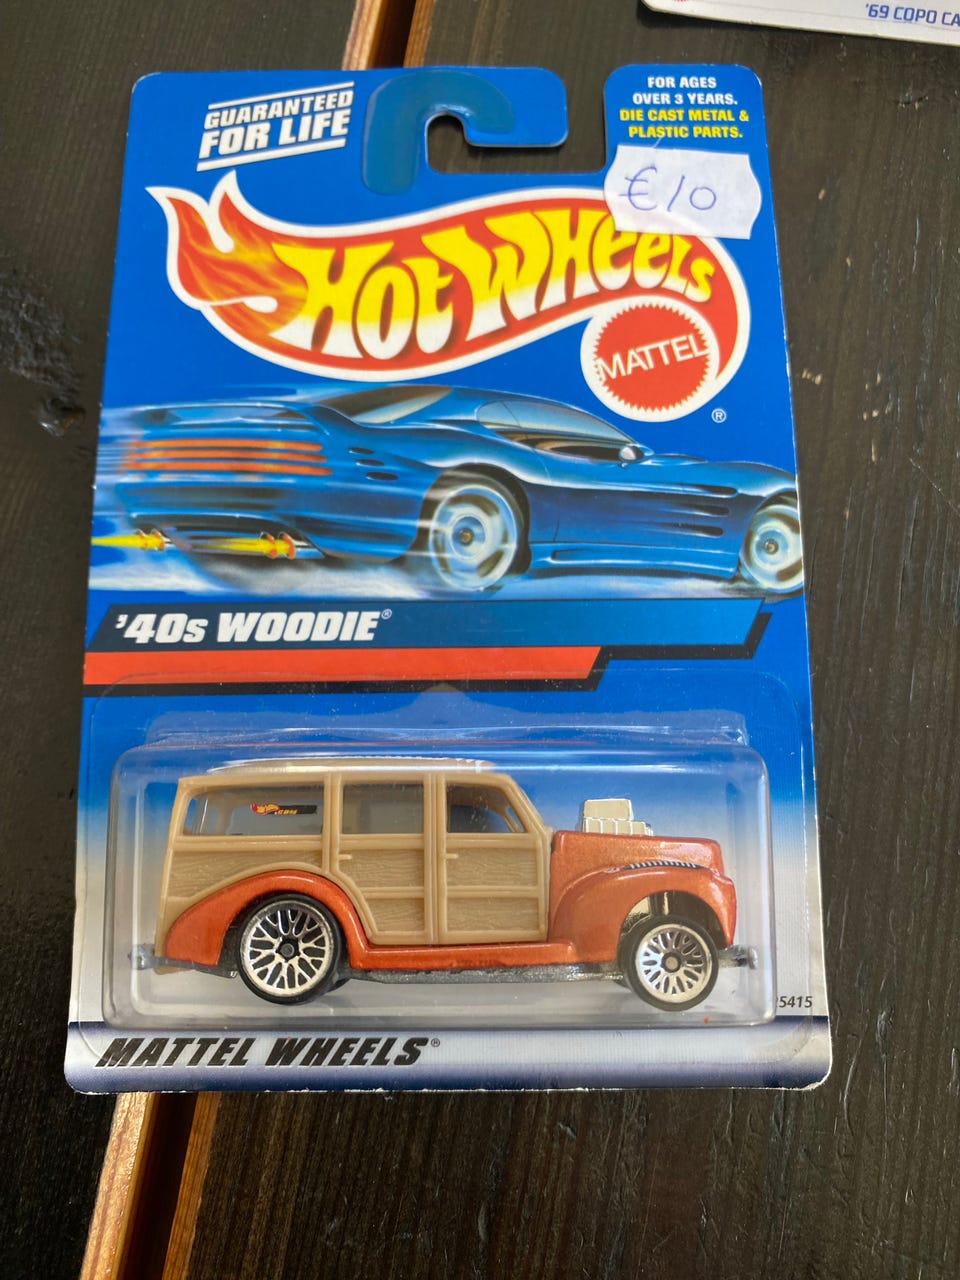 '69 COPO CA
GUARANTEED
FOR LIFE
FOR AGES
OVER 3 YEARS.
DIE CAST METAL &
PLASTIC PARTS.
€10
HOT WHEELS
MATTEL
®
'40s WOODIE®
5415
MATTEL WHEELS®